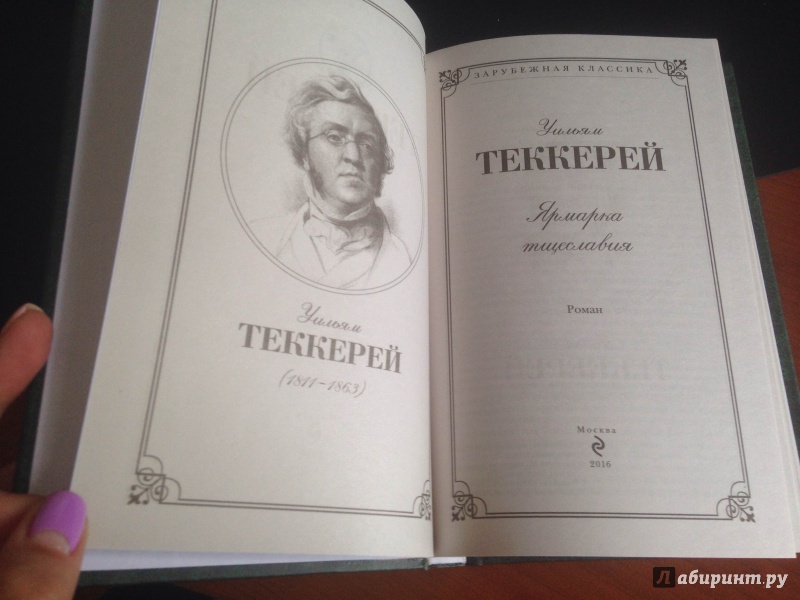 Уильям
ТЕККЕРЕЙ
(1811–1863)
ЗАРУБЕЖНАЯ КЛАССИКА
Уильям
ТЕККЕРЕЙ
Ярмарка
тщеславия
Роман
Москва
2016
Лабиринт.ру